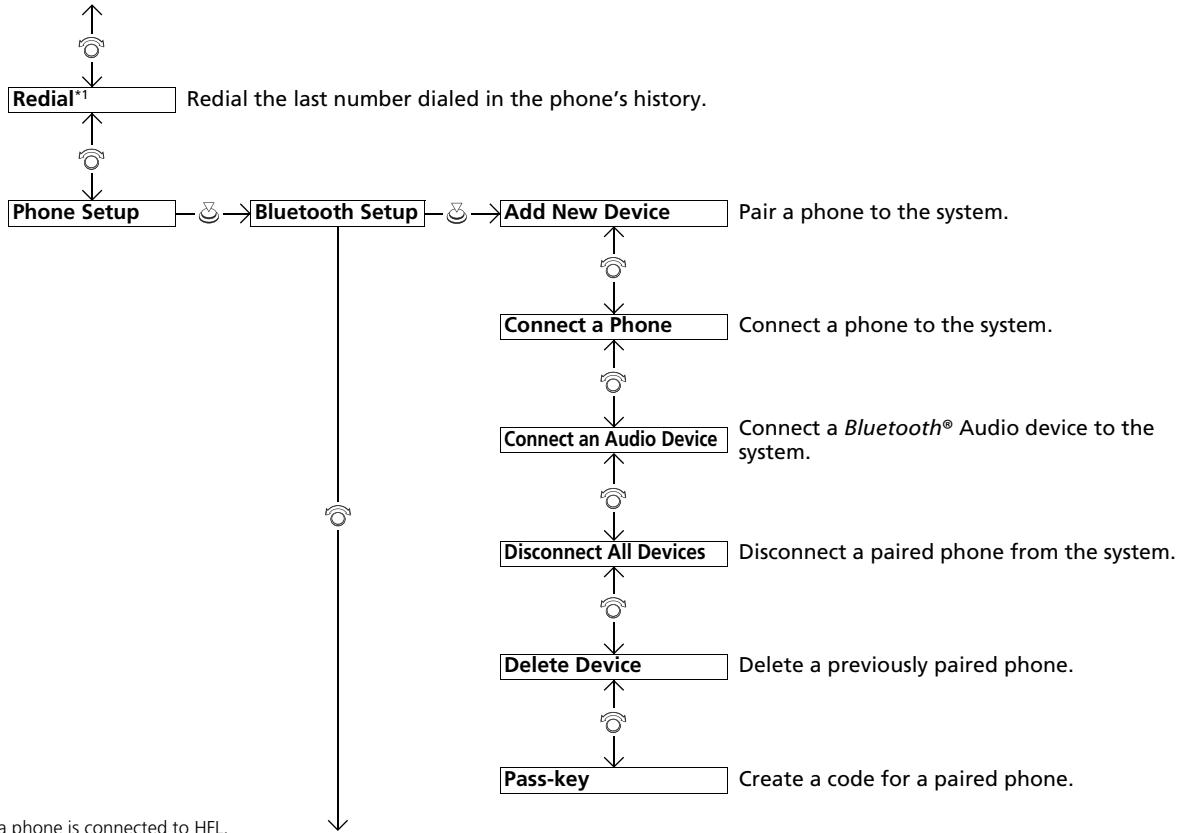 Redial*1 Redial the last number dialed in the phone's history.
Phone Setup Bluetooth Setup Add New Device Pair a phone to the system.
Connect a Phone Connect a phone to the system.
Connect an Audio Device Connect a Bluetooth® Audio device to the
system.
Disconnect All Devices Disconnect a paired phone from the system.
Delete Device Delete a previously paired phone.
Pass-key Create a code for a paired phone.
a phone is connected to HFL.